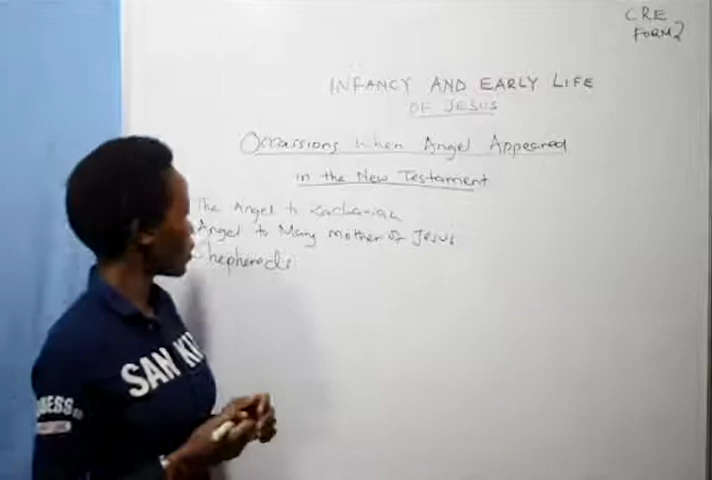 CRE
FORM 2
INFANCY AND EARLY LIFE
OF JESUS
Occassions When Angel Appeared
in the New Testament
The Angel to Zachariah
Angel to Mary mother of Jesus
Shepherds
SAN